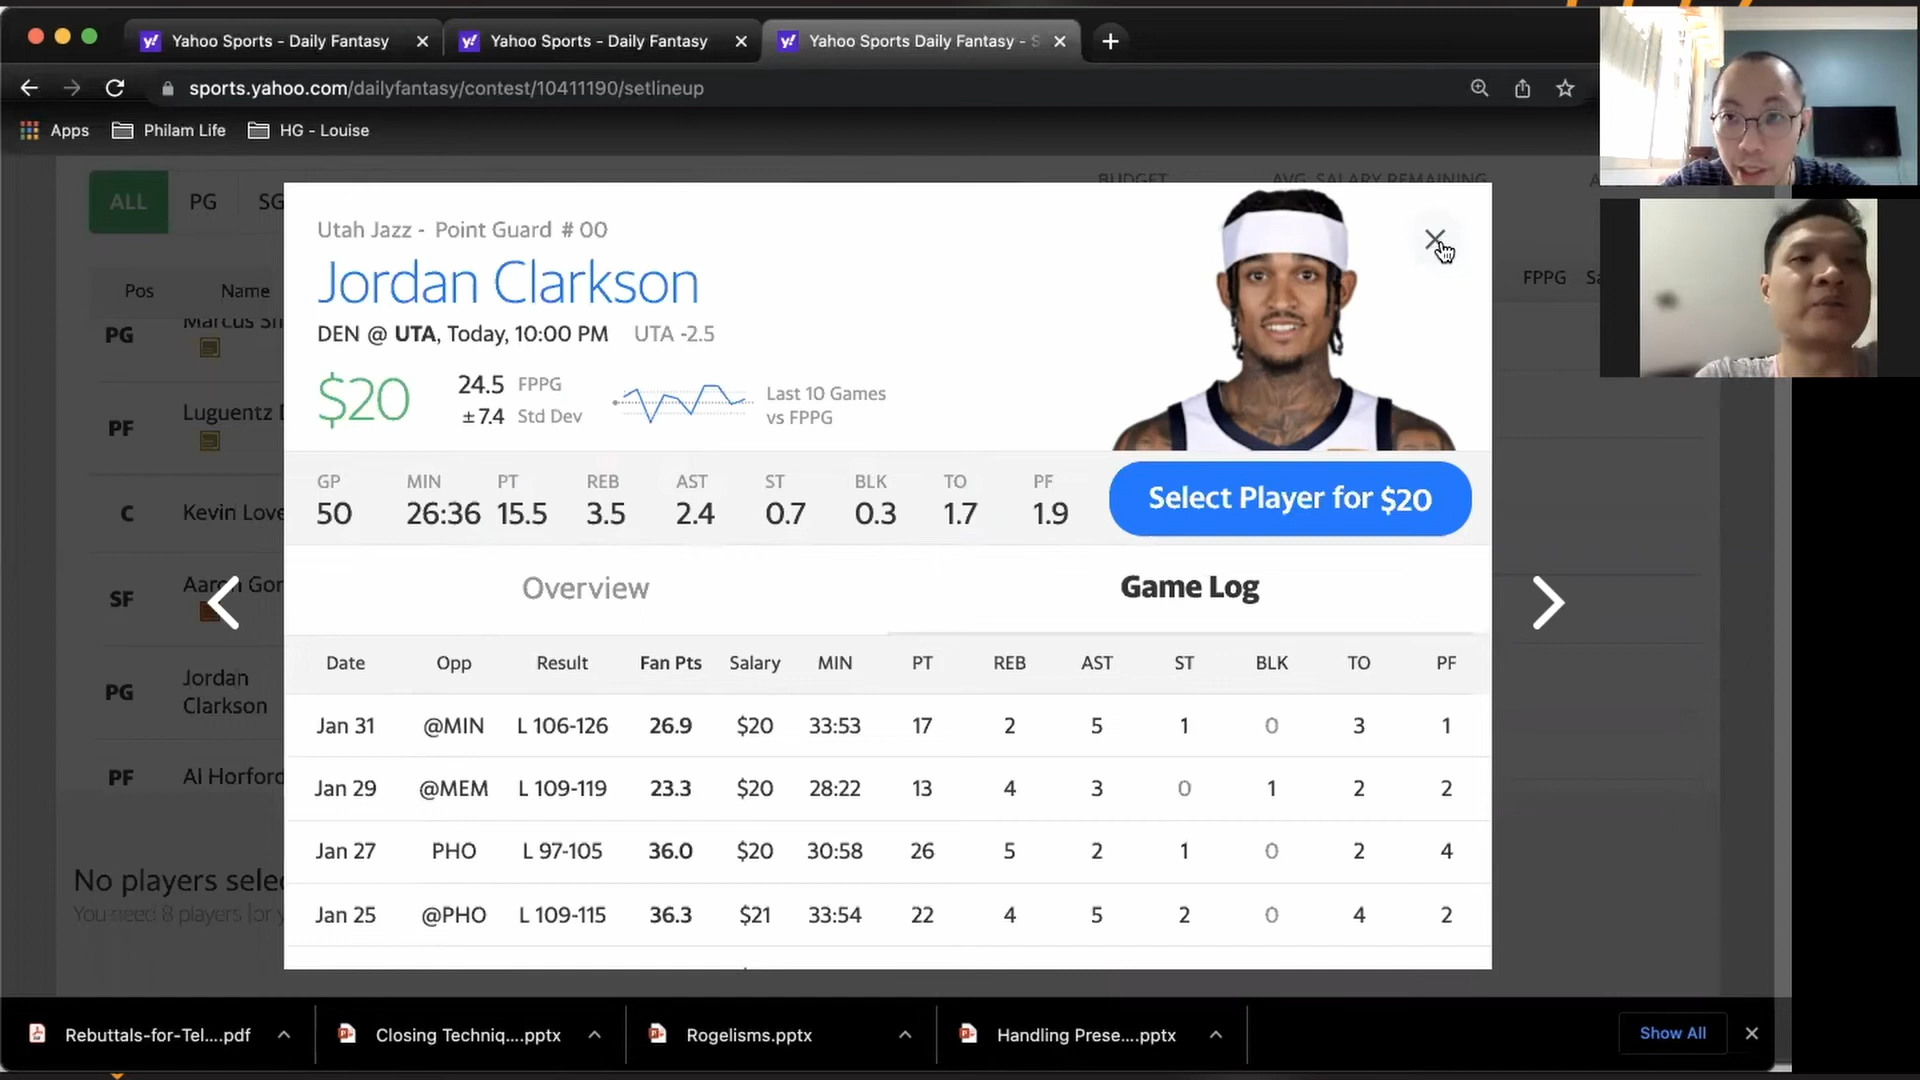 Yahoo Sports - Daily Fantasy
Yahoo Sports - Daily Fantasy
Yahoo Sports Daily Fantasy -
sports.yahoo.com/dailyfantasy/contest/10411190/setlineup
Apps
Philam Life
HG - Louise
BUDGET
AVG. SALARY REMAINING
ALL
PG
SG
Pos
Name
FPPG
PG
Marcus
PF
Luguentz
C
Kevin Love
SF
PG
Jordan
Clarkson
PF
Al Horford
No players
You need 8 players
Utah Jazz - Point Guard # 00
Jordan Clarkson
DEN @ UTA, Today, 10:00 PM UTA -2.5
$20
24.5 FPPG
±7.4 Std Dev
Last 10 Games
vs FPPG
GP MIN PT REB AST ST BLK TO PF
50 26:36 15.5 3.5 2.4 0.7 0.3 1.7 1.9
Select Player for $20
Overview
Game Log
Date Opp Result Fan Pts Salary MIN PT REB AST ST BLK TO PF
Jan 31 @MIN L 106-126 26.9 $20 33:53 17 2 5 1 0 3 1
Jan 29 @MEM L 109-119 23.3 $20 28:22 13 4 3 0 1 2 2
Jan 27 PHO L 97-105 36.0 $20 30:58 26 5 2 1 0 2 4
Jan 25 @PHO L 109-115 36.3 $21 33:54 22 4 5 2 0 4 2
Rebuttals-for-Tel....pdf
Closing Techniq....pptx
Rogelisms.pptx
Handling Prese....pptx
Show All